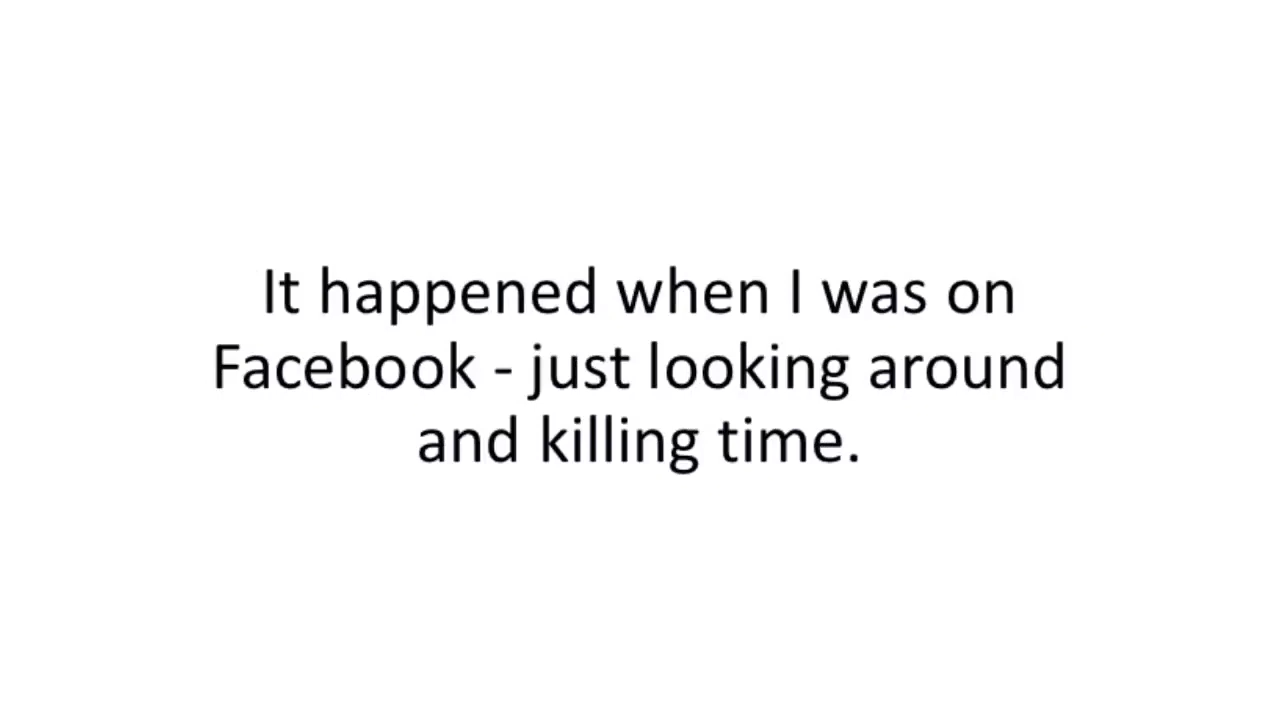 It happened when I was on
Facebook - just looking around
and killing time.